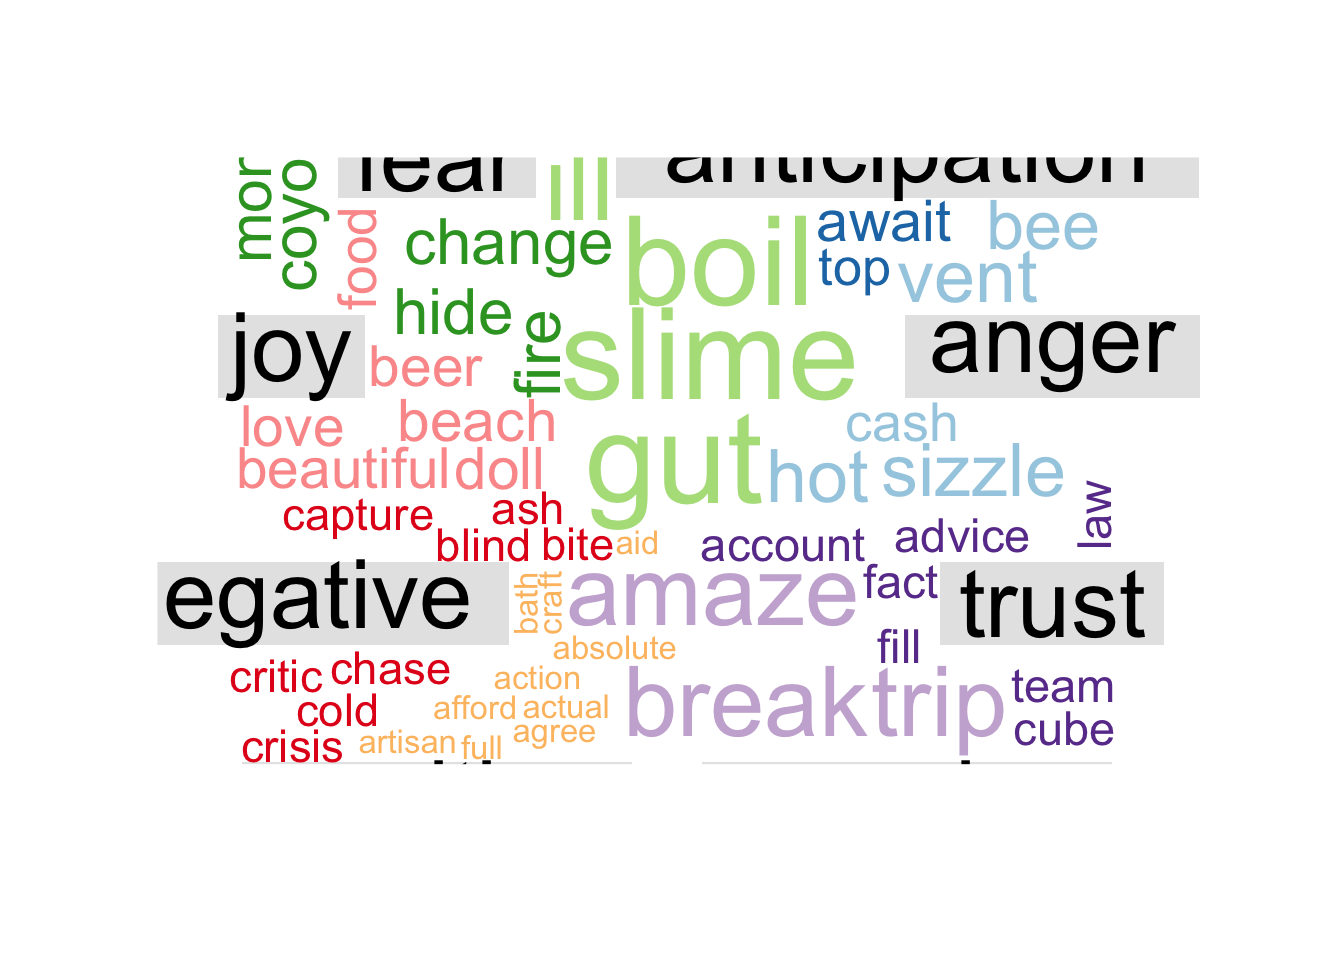 mor
coyo
fear
ill
anticipation
food
change
boil
await
bee
top
vent
hide
fire
slime
joy
beer
anger
love
beach
gut
cash
beautiful
doll
hot
sizzle
law
capture
ash
blind
bite
aid
account
advice
egative
bath
craft
amaze
fact
trust
absolute
fill
critic
chase
action
break
trip
team
cold
afford
actual
cube
crisis
artisan
full
agree